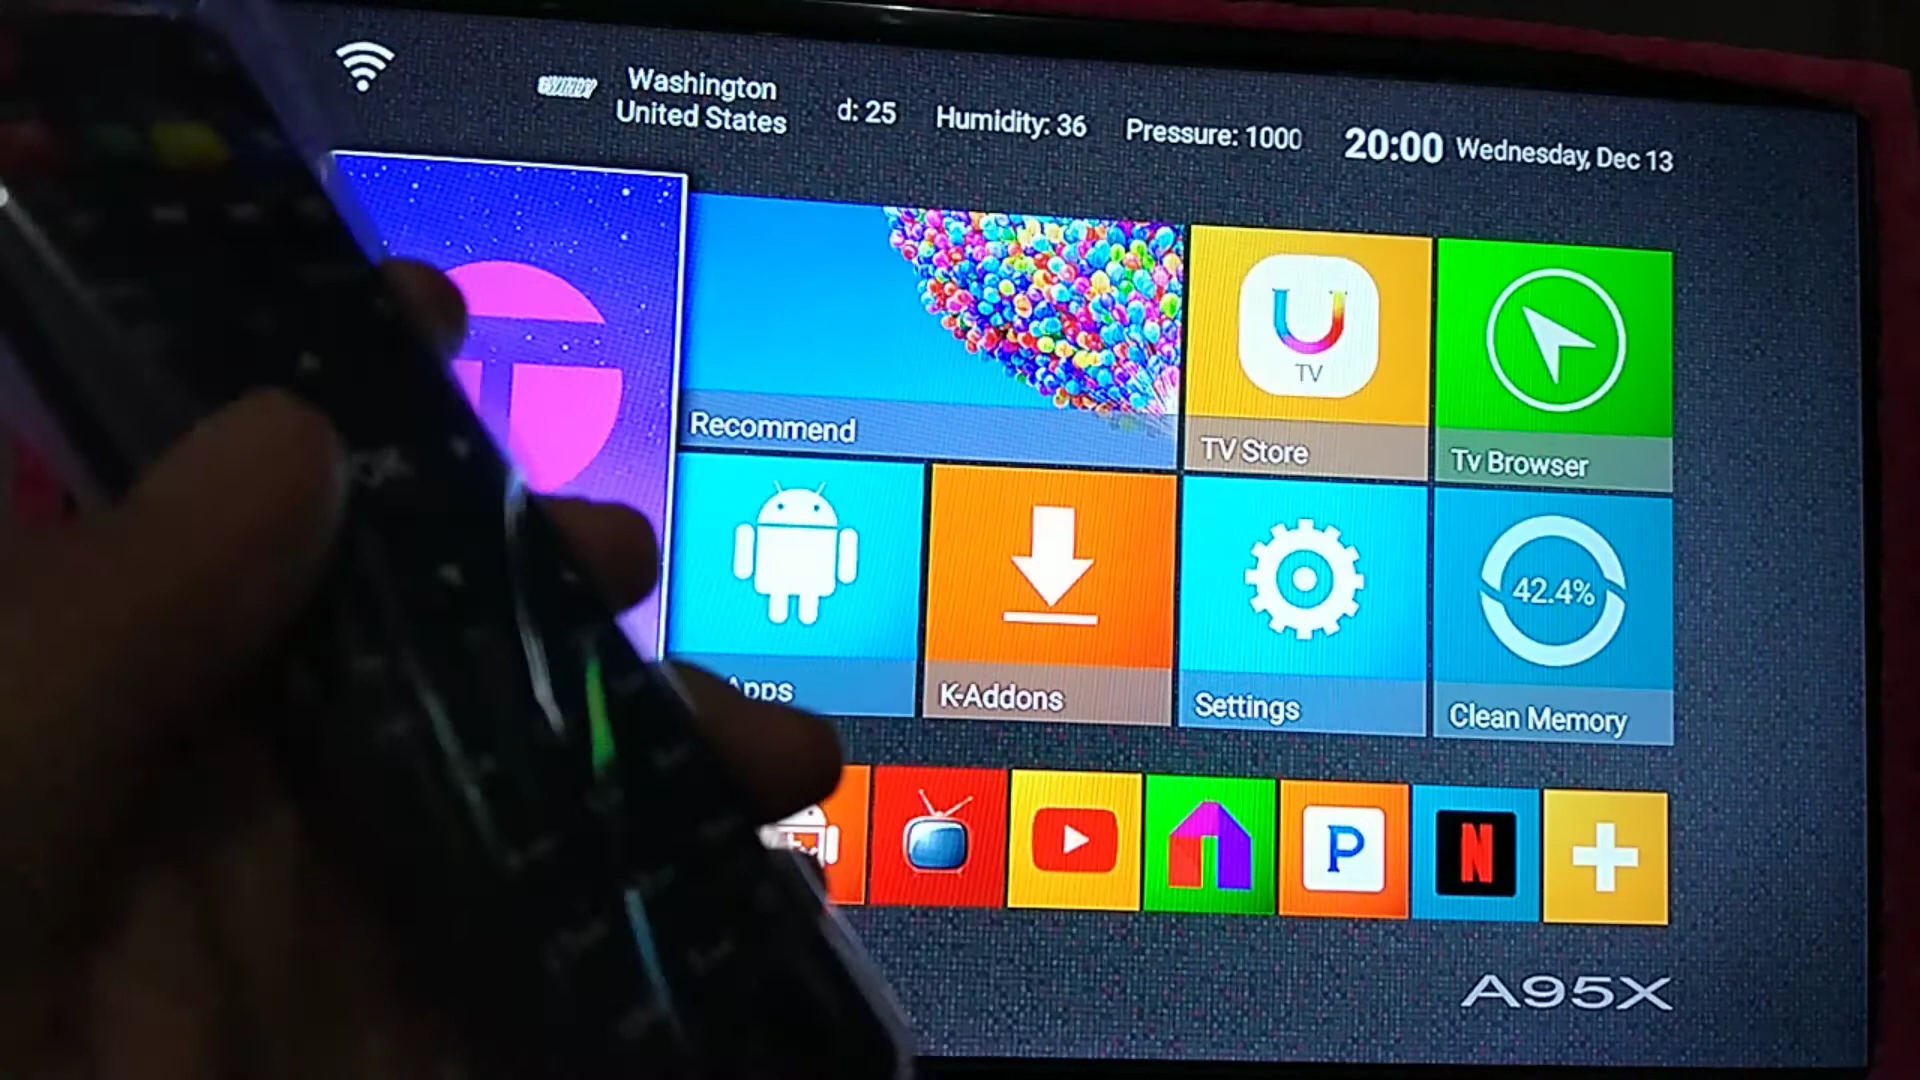 Washington
United States
d: 25
Humidity: 36
Pressure: 1000
20:00 Wednesday, Dec 13
Recommend
TV
TV Store
Tv Browser
Apps
K-Addons
Settings
42.4%
Clean Memory
P
N
A95X